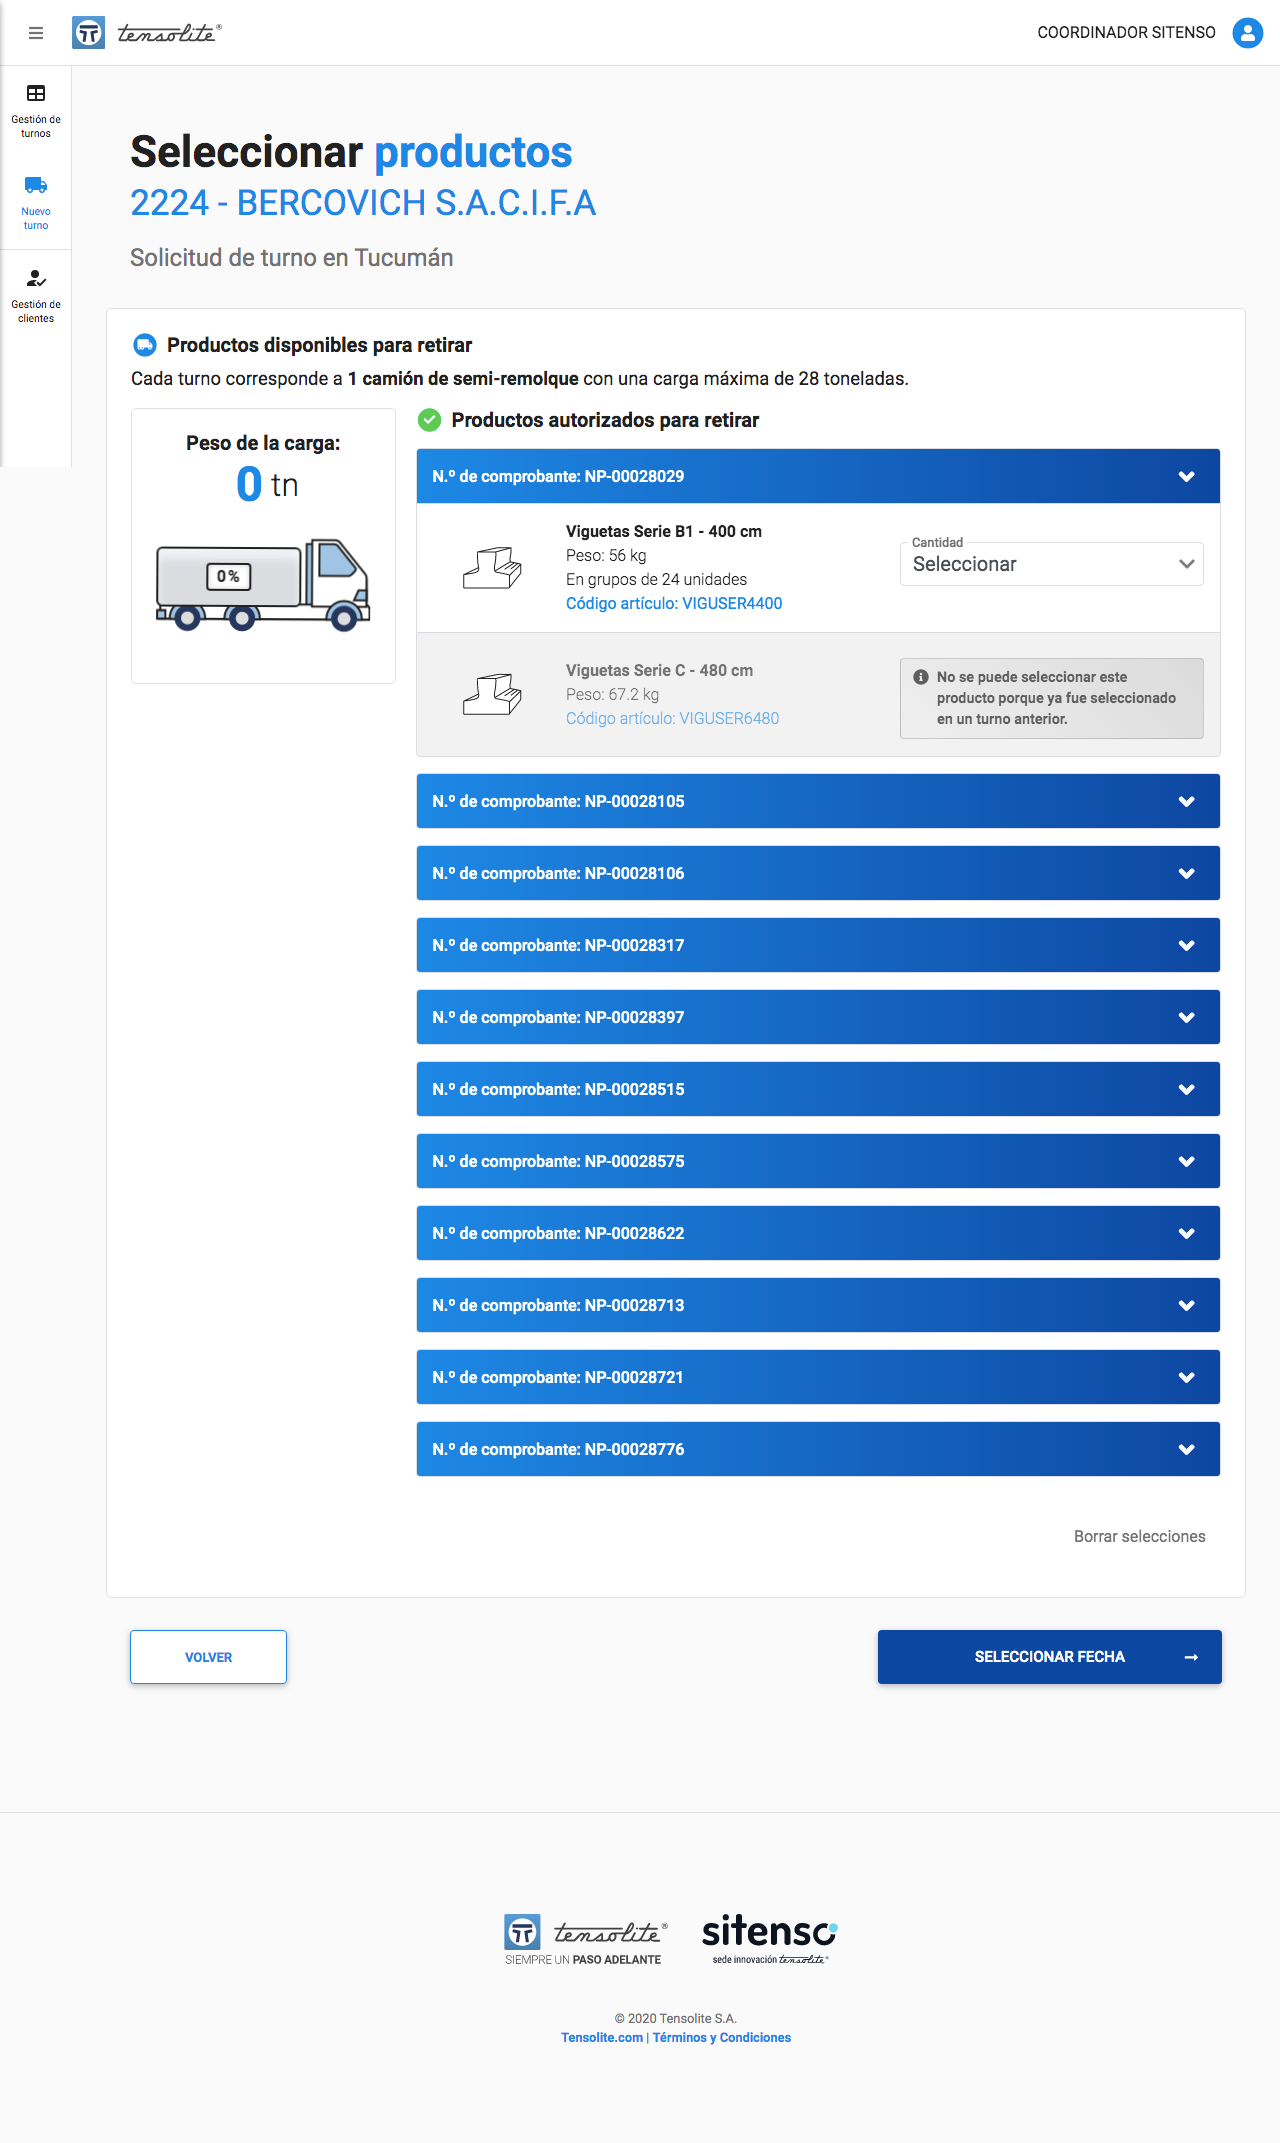 tensolite®
COORDINADOR SITENSO
Gestión de
turnos
Nuevo
turno
Gestión de
clientes
Seleccionar productos
2224 - BERCOVICH S.A.C.I.F.A
Solicitud de turno en Tucumán
Productos disponibles para retirar
Cada turno corresponde a 1 camión de semi-remolque con una carga máxima de 28 toneladas.
Peso de la carga:
0 tn
0%
Productos autorizados para retirar
N.º de comprobante: NP-00028029
Viguetas Serie B1 - 400 cm
Peso: 56 kg
En grupos de 24 unidades
Código artículo: VIGUSER4400
Cantidad
Seleccionar
Viguetas Serie C - 480 cm
Peso: 67.2 kg
Código artículo: VIGUSER6480
No se puede seleccionar este
producto porque ya fue seleccionado
en un turno anterior.
N.º de comprobante: NP-00028105
N.º de comprobante: NP-00028106
N.º de comprobante: NP-00028317
N.º de comprobante: NP-00028397
N.º de comprobante: NP-00028515
N.º de comprobante: NP-00028575
N.º de comprobante: NP-00028622
N.º de comprobante: NP-00028713
N.º de comprobante: NP-00028721
N.º de comprobante: NP-00028776
Borrar selecciones
VOLVER
SELECCIONAR FECHA
tensolite®
SIEMPRE UN PASO ADELANTE
sitenso
sede innovación tensolite®
© 2020 Tensolite S.A.
Tensolite.com | Términos y Condiciones